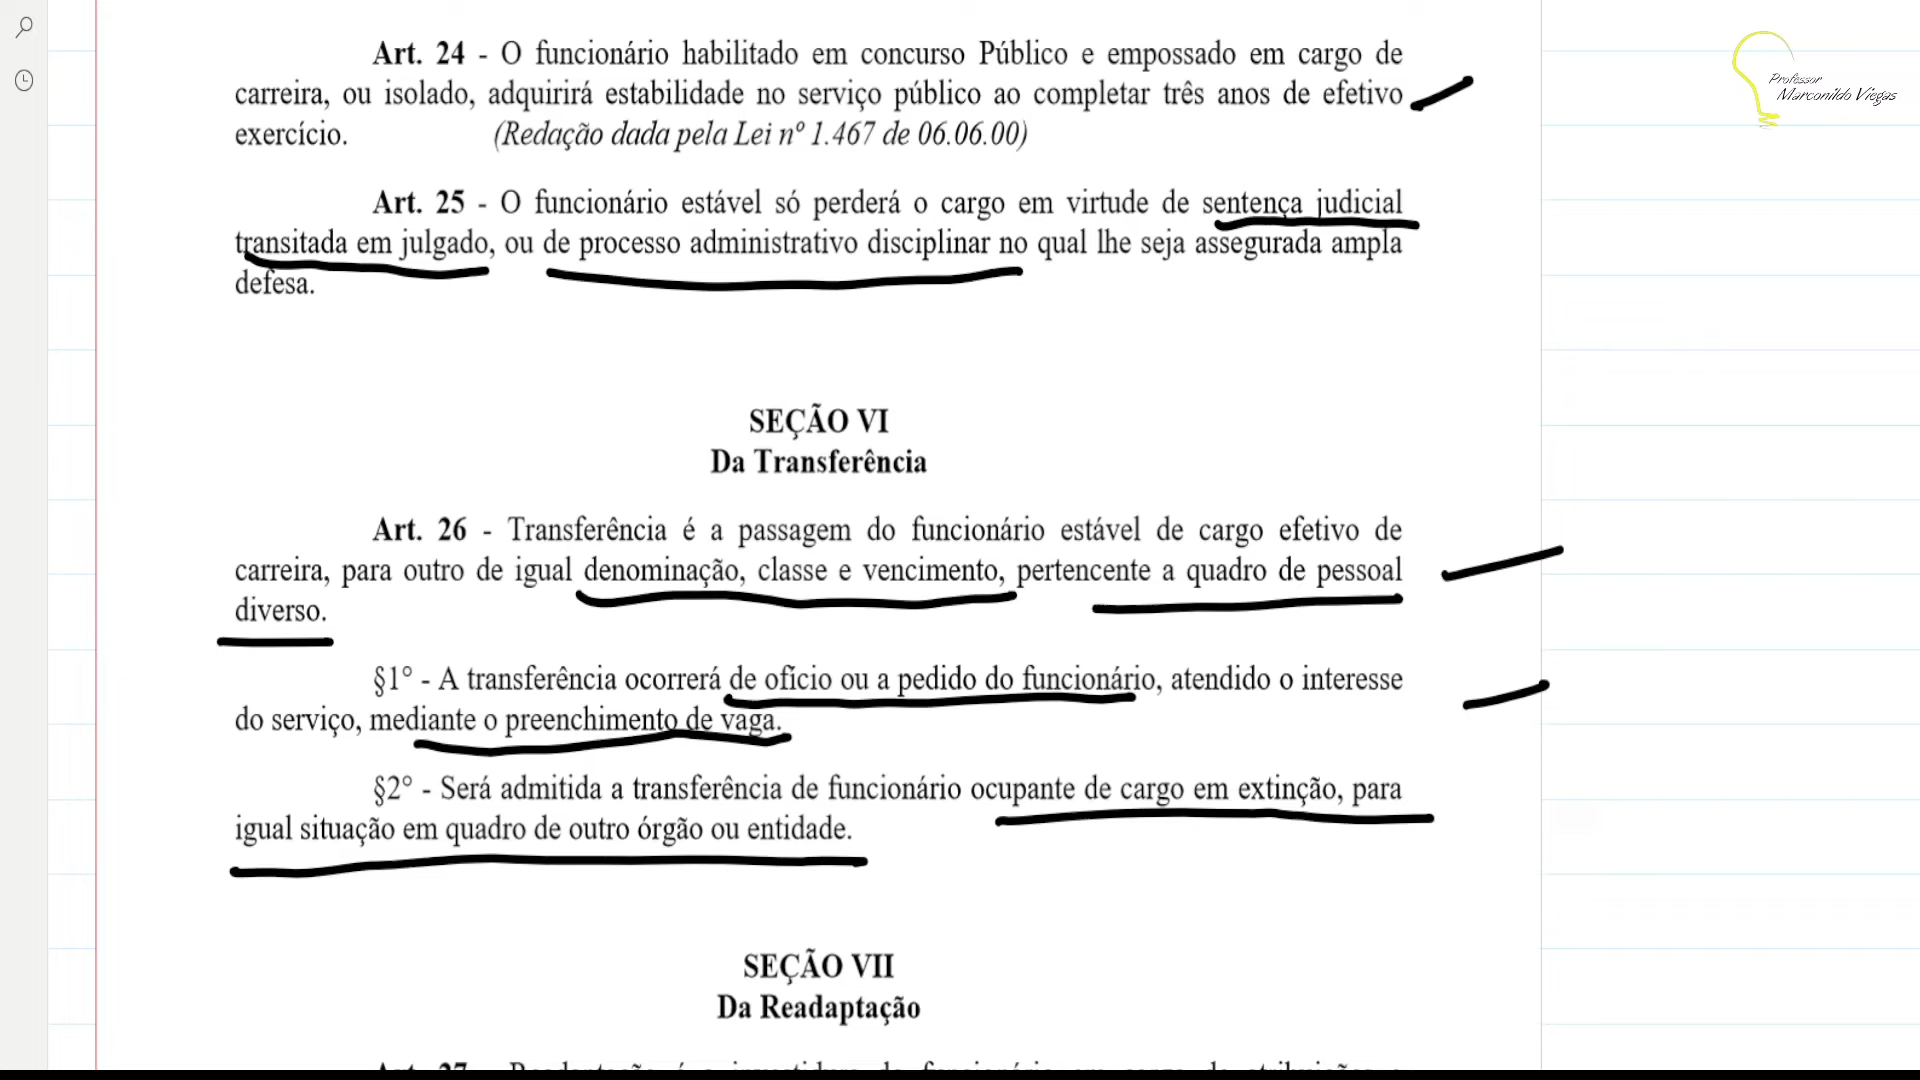 Professor
Marconildo Viegas
Art. 24 - O funcionário habilitado em concurso Público e empossado em cargo de
carreira, ou isolado, adquirirá estabilidade no serviço público ao completar três anos de efetivo
exercício. (Redação dada pela Lei nº 1.467 de 06.06.00)
Art. 25 - O funcionário estável só perderá o cargo em virtude de sentença judicial
transitada em julgado, ou de processo administrativo disciplinar no qual lhe seja assegurada ampla
defesa.
SEÇÃO VI
Da Transferência
Art. 26 - Transferência é a passagem do funcionário estável de cargo efetivo de
carreira, para outro de igual denominação, classe e vencimento, pertencente a quadro de pessoal
diverso.
§1° - A transferência ocorrerá de ofício ou a pedido do funcionário, atendido o interesse
do serviço, mediante o preenchimento de vaga.
§2° - Será admitida a transferência de funcionário ocupante de cargo em extinção, para
igual situação em quadro de outro órgão ou entidade.
SEÇÃO VII
Da Readaptação